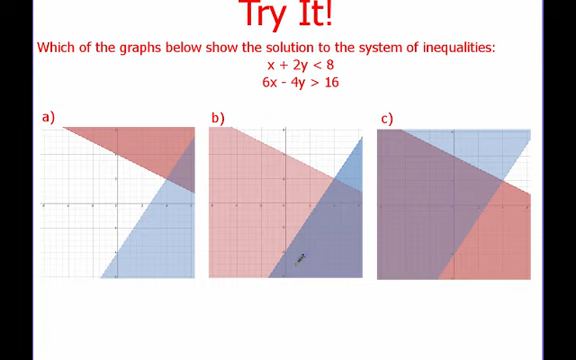 Try It!
Which of the graphs below show the solution to the system of inequalities:
x + 2y < 8
6x - 4y > 16
a)
b)
c)